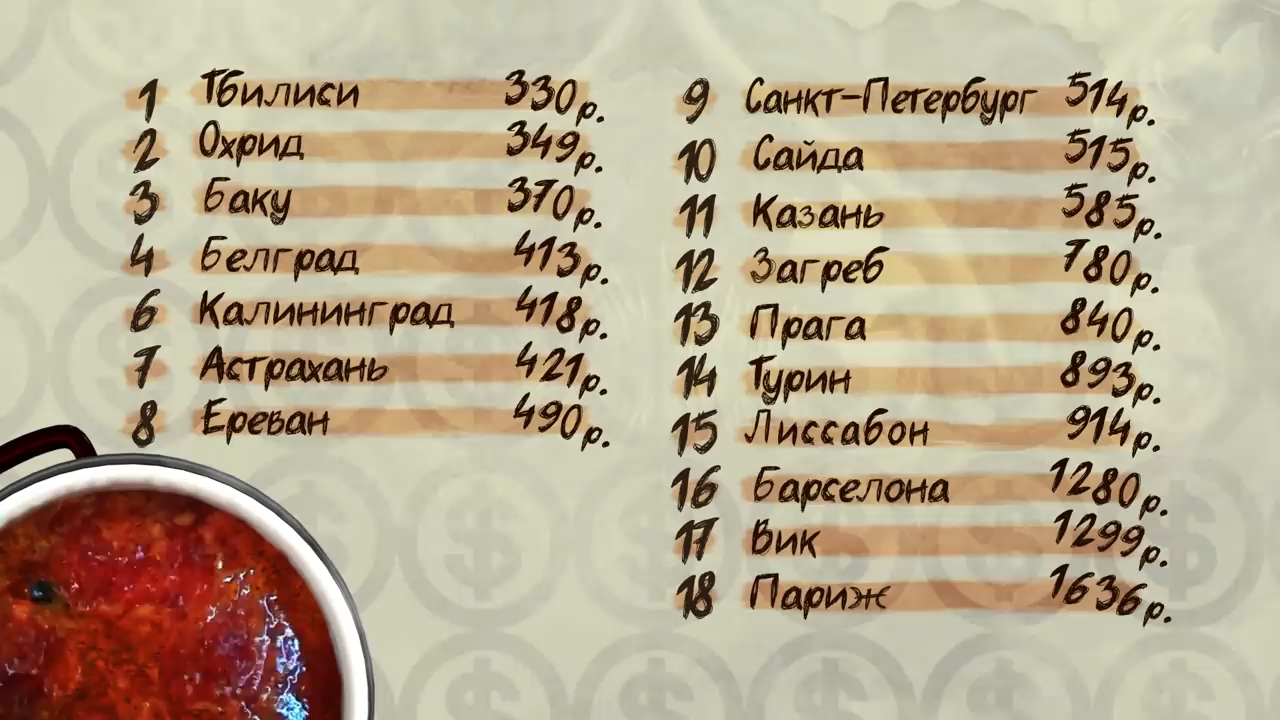 1 Тбилиси 330р.
2 Охрид 349р.
3 Баку 370р.
4 Белград 413р.
6 Калининград 418р.
7 Астрахань 421р.
8 Ереван 490р.
9 Санкт-Петербург 514р.
10 Сайда 515р.
11 Казань 585р.
12 Загреб 780р.
13 Прага 840р.
14 Турин 893р.
15 Лиссабон 914р.
16 Барселона 1280р.
17 Вик 1299р.
18 Париж 1636р.